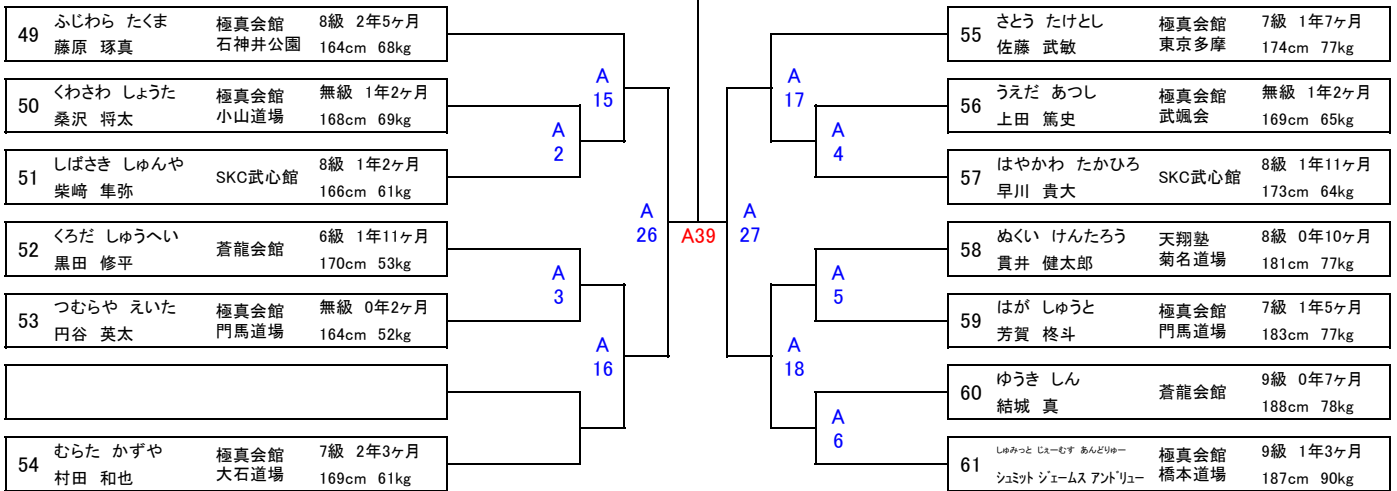 49 ふじわら たくま 極真会館 8級 2年5ヶ月
藤原 琢真 石神井公園 164cm 68kg
50 くわさわ しょうた 極真会館 無級 1年2ヶ月
桑沢 将太 小山道場 168cm 69kg
51 しばさき しゅんや SKC武心館 8級 1年2ヶ月
柴﨑 隼弥 166cm 61kg
52 くろだ しゅうへい 蒼龍会館 6級 1年11ヶ月
黒田 修平 170cm 53kg
53 つむらや えいた 極真会館 無級 0年2ヶ月
円谷 英太 門馬道場 164cm 52kg
54 むらた かずや 極真会館 7級 2年3ヶ月
村田 和也 大石道場 169cm 61kg
A
15
A
2
A
26
A
3
A
16
A39
A
27
A
17
A
4
A
5
A
18
A
6
55 さとう たけとし 極真会館 7級 1年7ヶ月
佐藤 武敏 東京多摩 174cm 77kg
56 うえだ あつし 極真会館 無級 1年2ヶ月
上田 篤史 武颯会 169cm 65kg
57 はやかわ たかひろ SKC武心館 8級 1年11ヶ月
早川 貴大 173cm 64kg
58 ぬくい けんたろう 天翔塾 8級 0年10ヶ月
貫井 健太郎 菊名道場 181cm 77kg
59 はが しゅうと 極真会館 7級 1年5ヶ月
芳賀 柊斗 門馬道場 183cm 77kg
60 ゆうき しん 蒼龍会館 9級 0年7ヶ月
結城 真 188cm 78kg
61 しゅみっと じぇーむす あんどりゅー 極真会館 9級 1年3ヶ月
シュミット ジェームス アンドリュー 橋本道場 187cm 90kg